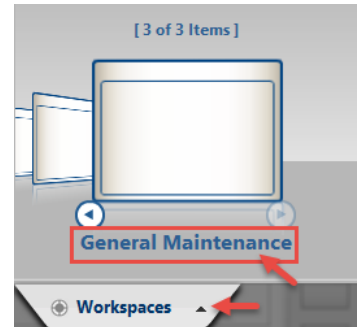 [ 3 of 3 Items ]
General Maintenance
Workspaces